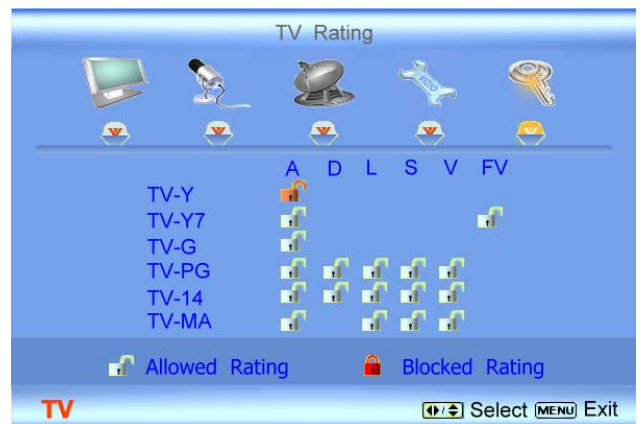 TV Rating
VIZIO
A D L S V FV
TV-Y
TV-Y7
TV-G
TV-PG
TV-14
TV-MA
Allowed Rating Blocked Rating
TV Select MENU Exit